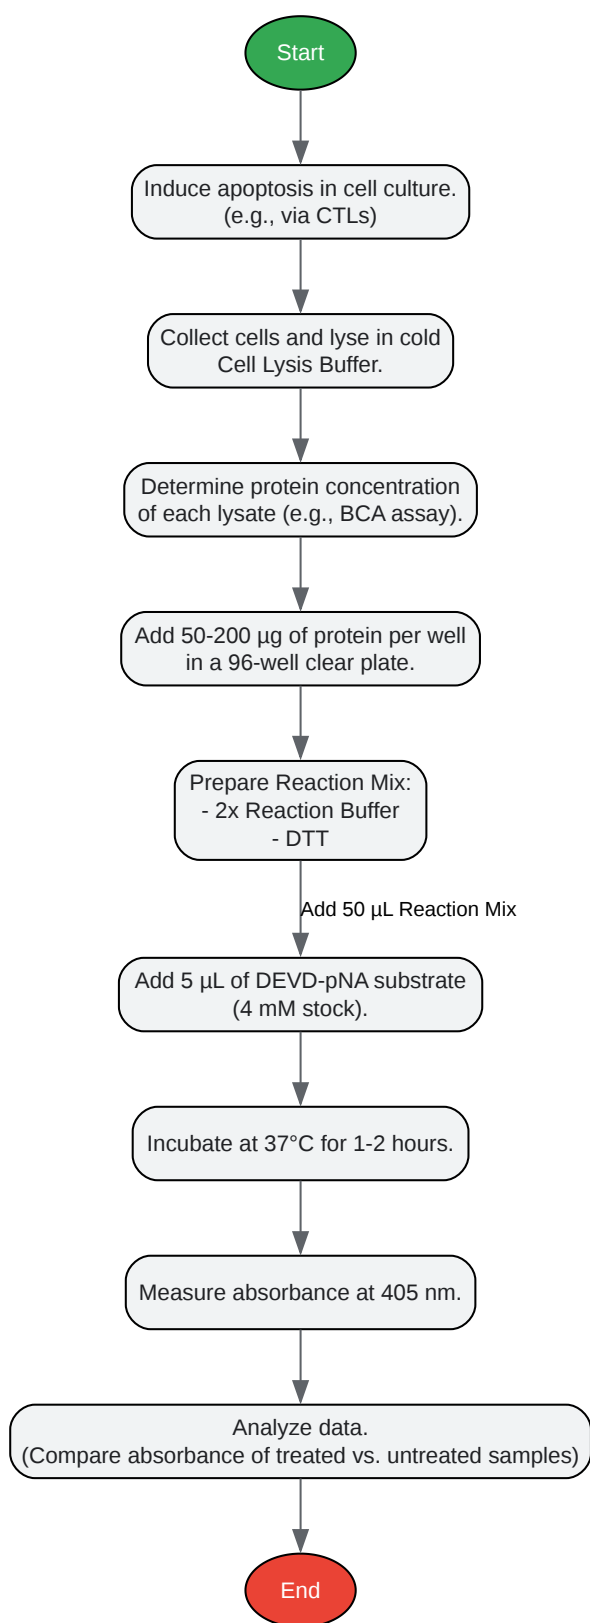 Start
Induce apoptosis in cell culture.
(e.g., via CTLs)
Collect cells and lyse in cold
Cell Lysis Buffer.
Determine protein concentration
of each lysate (e.g., BCA assay).
Add 50-200 µg of protein per well
in a 96-well clear plate.
Prepare Reaction Mix:
- 2x Reaction Buffer
- DTT
Add 50 µL Reaction Mix
Add 5 µL of DEVD-pNA substrate
(4 mM stock).
Incubate at 37°C for 1-2 hours.
Measure absorbance at 405 nm.
Analyze data.
(Compare absorbance of treated vs. untreated samples)
End